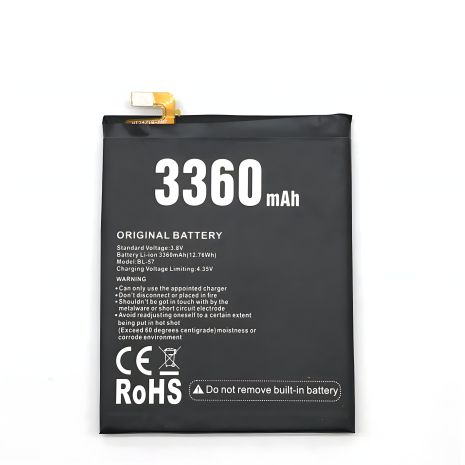 3360 mAh
ORIGINAL BATTERY
Standard Voltage:3.8V
Battery Li-ion 3360mAh(12.76Wh)
Model:BL-57
Charging Voltage Limiting:4.35V
WARNING
•Can only use the appointed charger
•Don't disconnect or placed in fire
•Shouldn't be got in touch with by the
metalware or short circuit electrode
•Avoid readjusting oneself to a certain extent
being put in hot shot
(Exceed 60 degrees centigrade)moistness or
corrode environment
CE
RoHS
Do not remove built-in battery